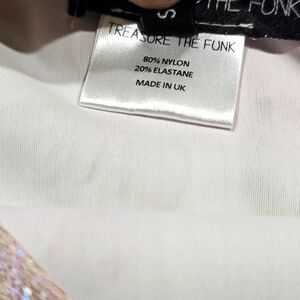 S
THE FUNK
TREASURE THE FUNK
80% NYLON
20% ELASTANE
MADE IN UK